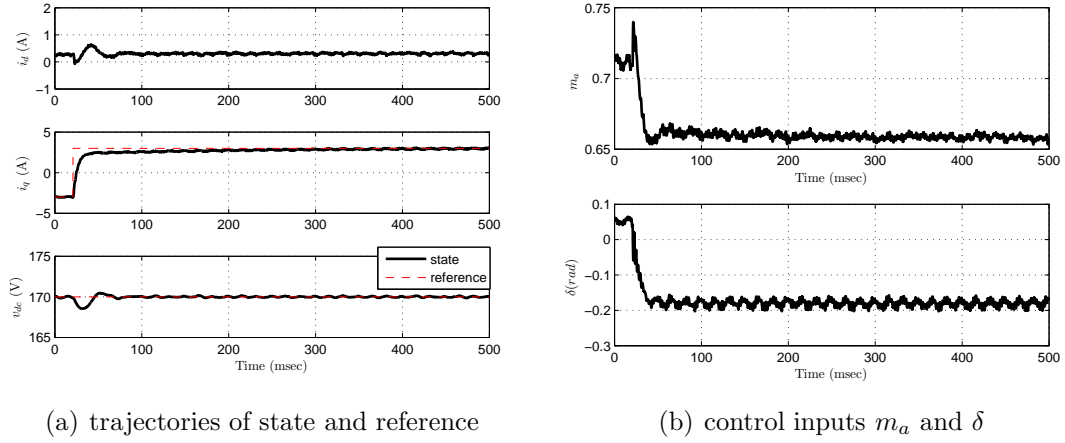 2
1
0
−1
i_d (A)
0 100 200 300 400 500
5
0
−5
i_q (A)
0 100 200 300 400 500
175
170
165
v_dc (V)
state
reference
0 100 200 300 400 500
Time (msec)
(a) trajectories of state and reference
0.7
0.65
m_a
0 100 200 300 400 500
Time (msec)
0.1
0
−0.1
−0.2
−0.3
δ(rad)
0 100 200 300 400 500
Time (msec)
(b) control inputs m_a and δ